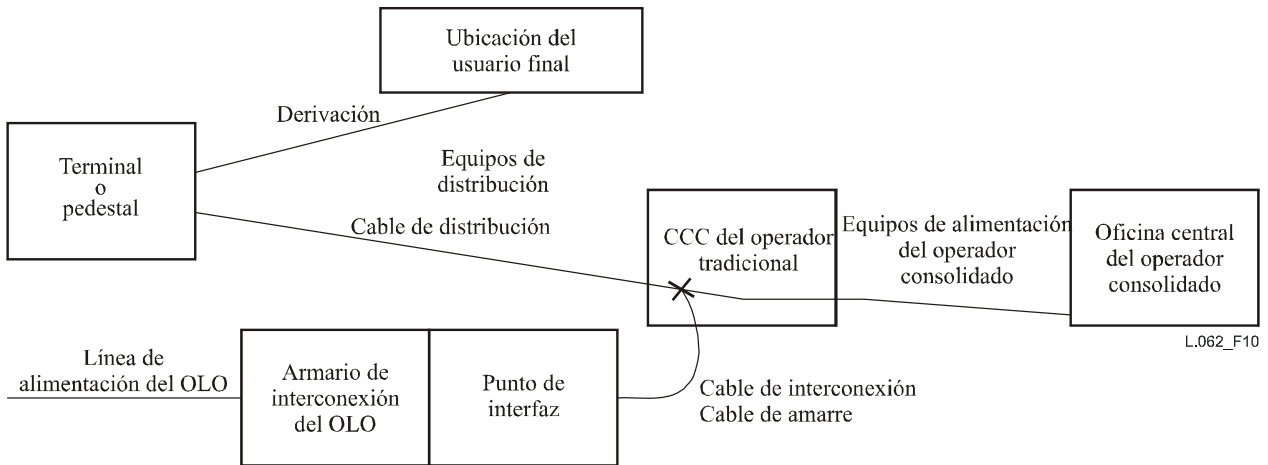 Ubicación del
usuario final
Derivación
Terminal
o
pedestal
Equipos de
distribución
Cable de distribución
CCC del operador
tradicional
Equipos de alimentación
del operador
consolidado
Oficina central
del operador
consolidado
L.062_F10
Línea de
alimentación del OLO
Armario de
interconexión
del OLO
Punto de
interfaz
Cable de interconexión
Cable de amarre